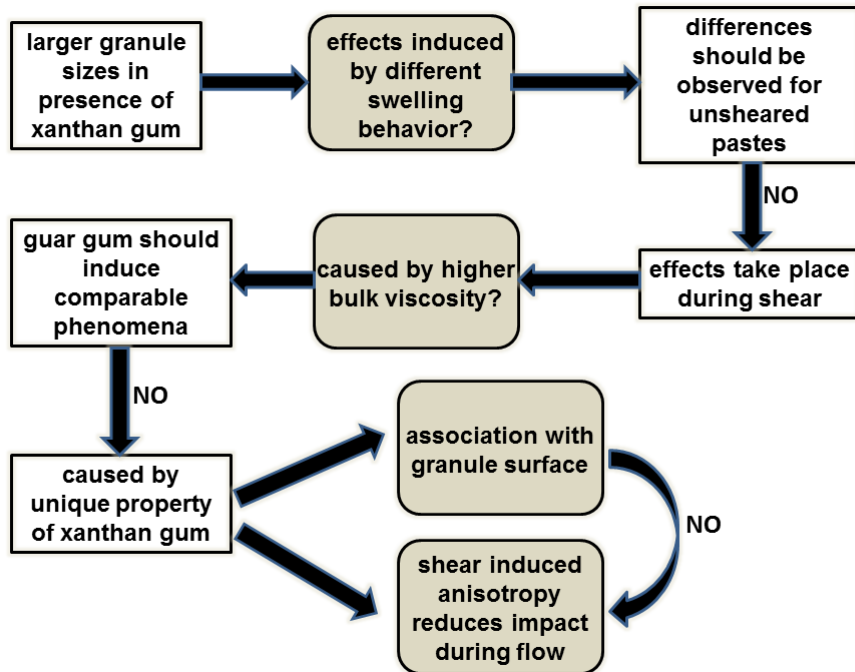 larger granule
sizes in
presence of
xanthan gum
effects induced
by different
swelling
behavior?
differences
should be
observed for
unsheared
pastes
NO
effects take place
during shear
caused by higher
bulk viscosity?
guar gum should
induce
comparable
phenomena
NO
caused by
unique property
of xanthan gum
association with
granule surface
NO
shear induced
anisotropy
reduces impact
during flow